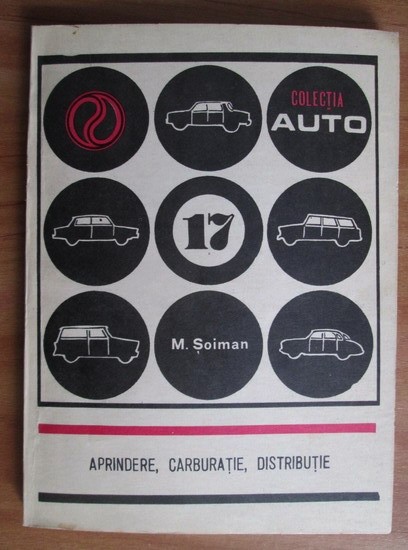 COLECȚIA
AUTO
17
M. Șoiman
APRINDERE, CARBURAȚIE, DISTRIBUȚIE